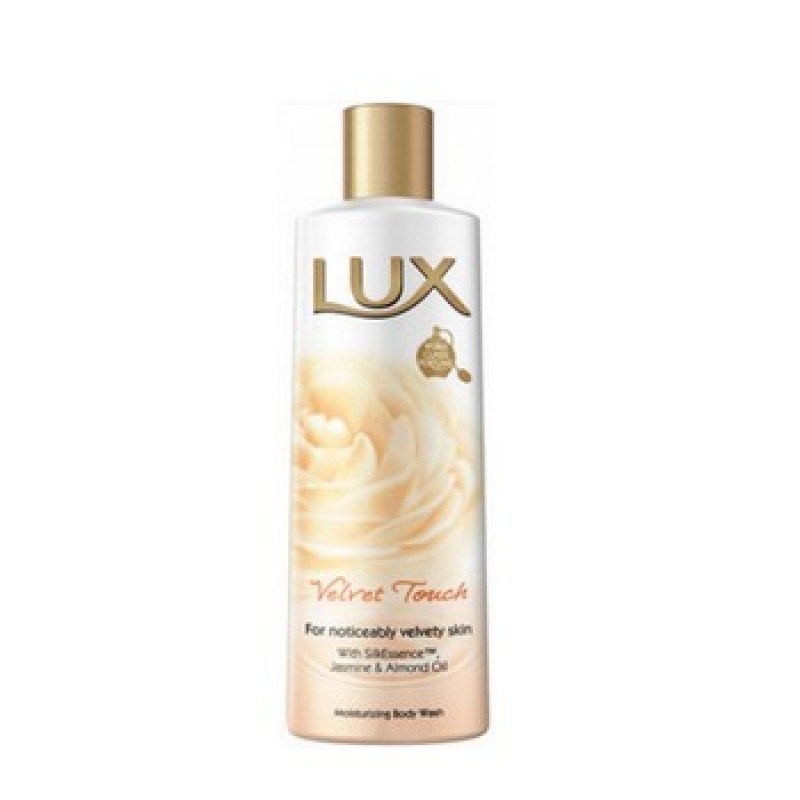 LUX
Velvet Touch
For noticeably velvety skin
With SilkEssence™,
Jasmine & Almond Oil
Moisturizing Body Wash